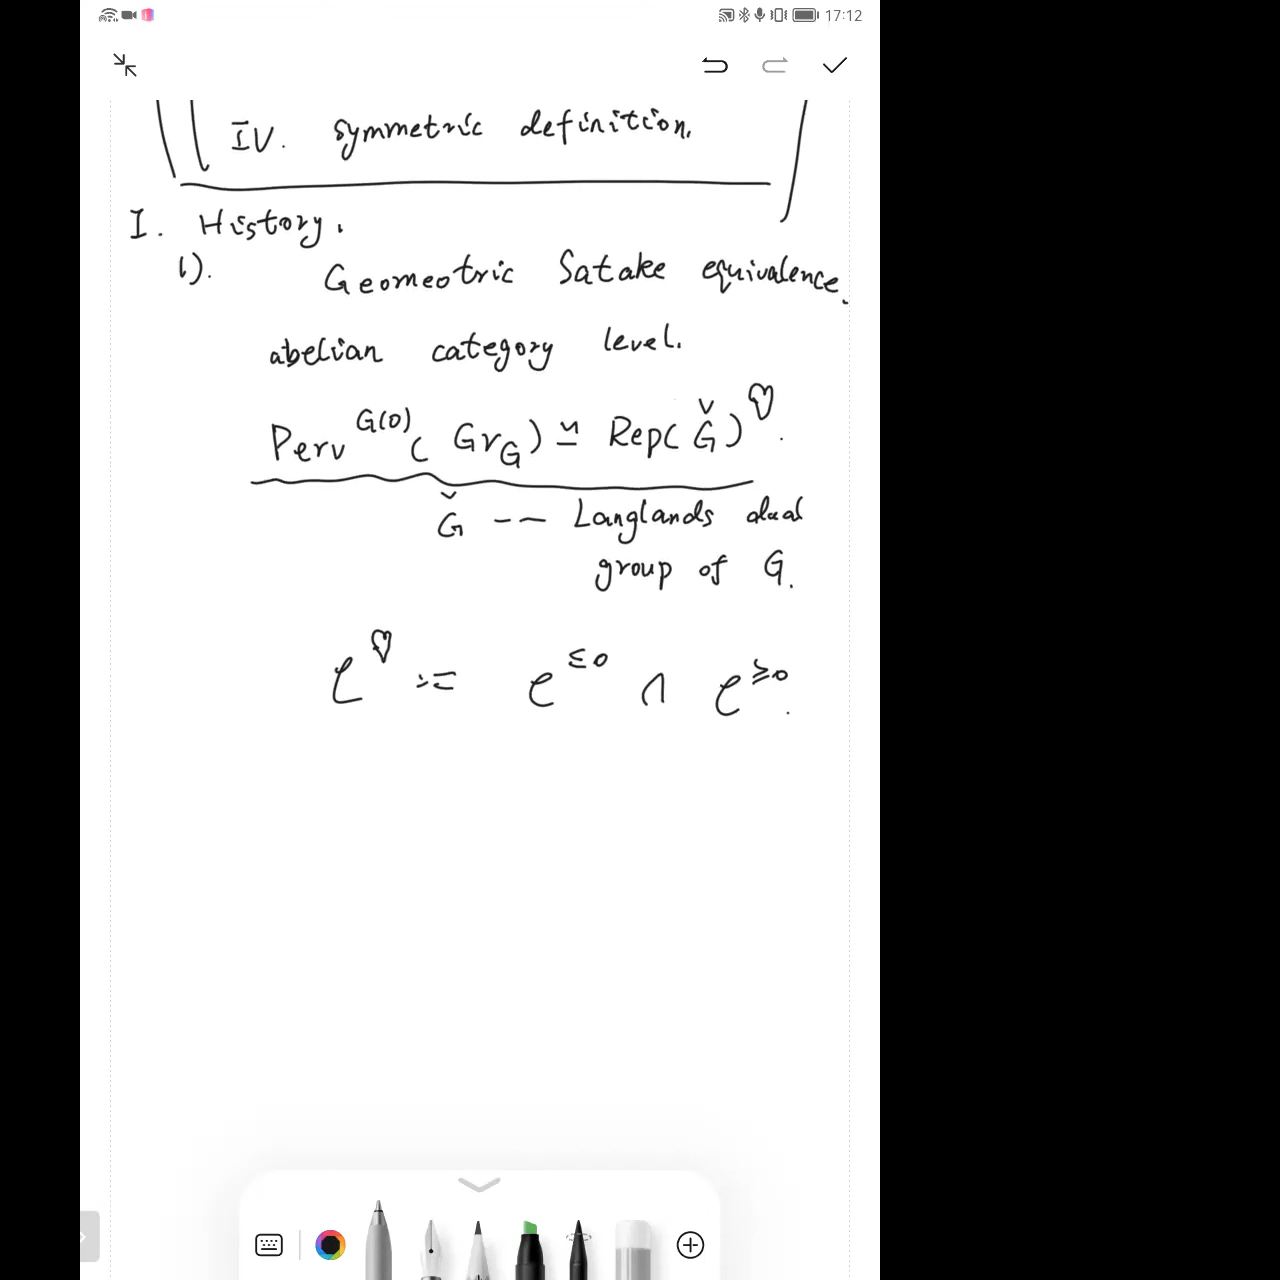 17:12
IV. symmetric definition.
I. History.
1). Geomeotric Satake equivalence.
abelian category level.
Perv^{G(O)}(Gr_G) ≃ Rep(Ǧ)^♡.
Ǧ -- Langlands dual
group of G.
C^♡ := C^{≤0} ∩ C^{≥0}.